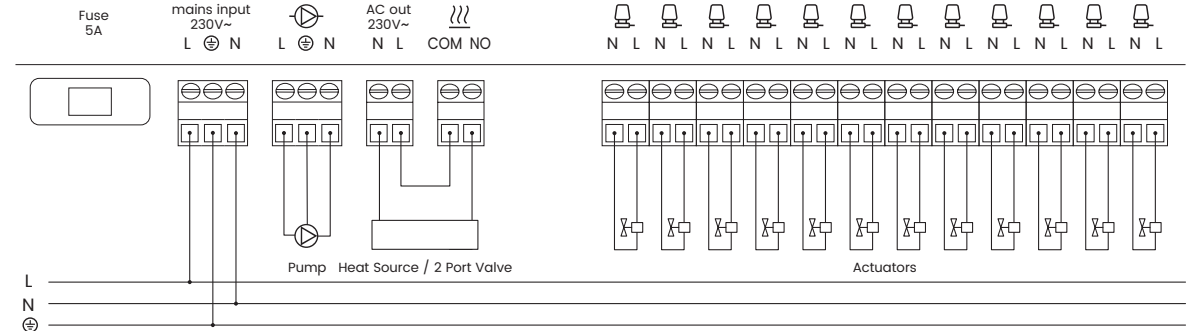 Fuse
5A
mains input
230V~
L N
L N
AC out
230V~
N L
COM NO
N L N L N L N L N L N L N L N L N L N L N L N L
Pump
Heat Source / 2 Port Valve
Actuators
L
N